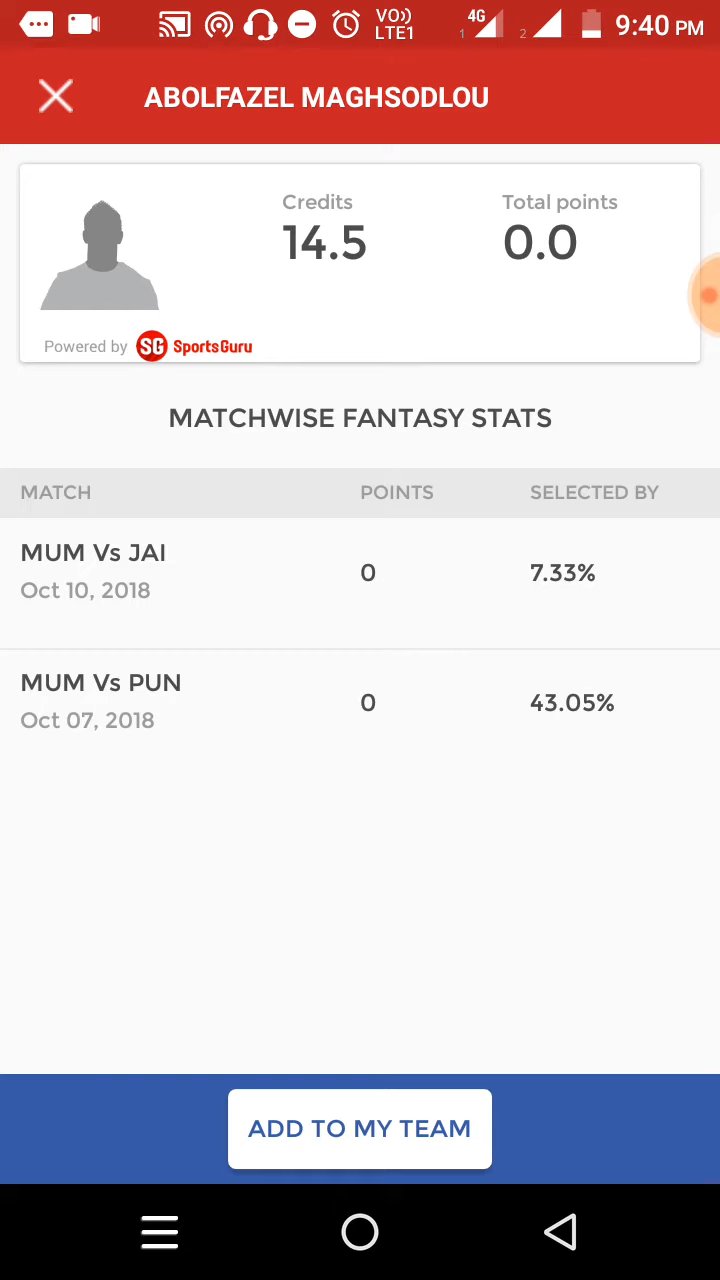 VO)) LTE1
4G
1
2
9:40 PM
ABOLFAZEL MAGHSODLOU
Credits
Total points
14.5
0.0
Powered by SG SportsGuru
MATCHWISE FANTASY STATS
MATCH POINTS SELECTED BY
MUM Vs JAI
Oct 10, 2018
0
7.33%
MUM Vs PUN
Oct 07, 2018
0
43.05%
ADD TO MY TEAM